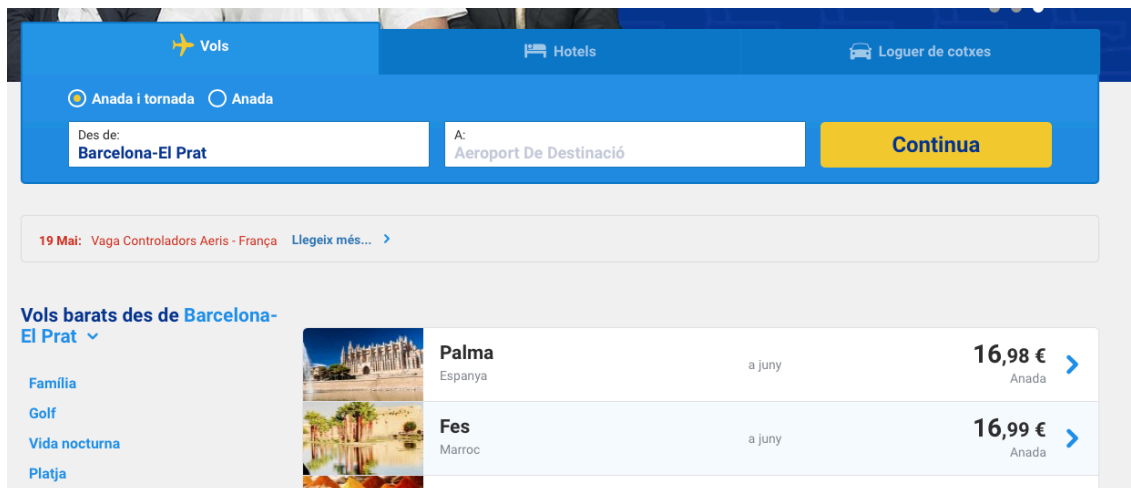 Vols
Hotels
Loguer de cotxes
Anada i tornada
Anada
Des de:
Barcelona-El Prat
A:
Aeroport De Destinació
Continua
19 Mai: Vaga Controladors Aeris - França Llegeix més...
Vols barats des de Barcelona-
El Prat
Família
Golf
Vida nocturna
Platja
Palma
Espanya
a juny
16,98 €
Anada
Fes
Marroc
a juny
16,99 €
Anada